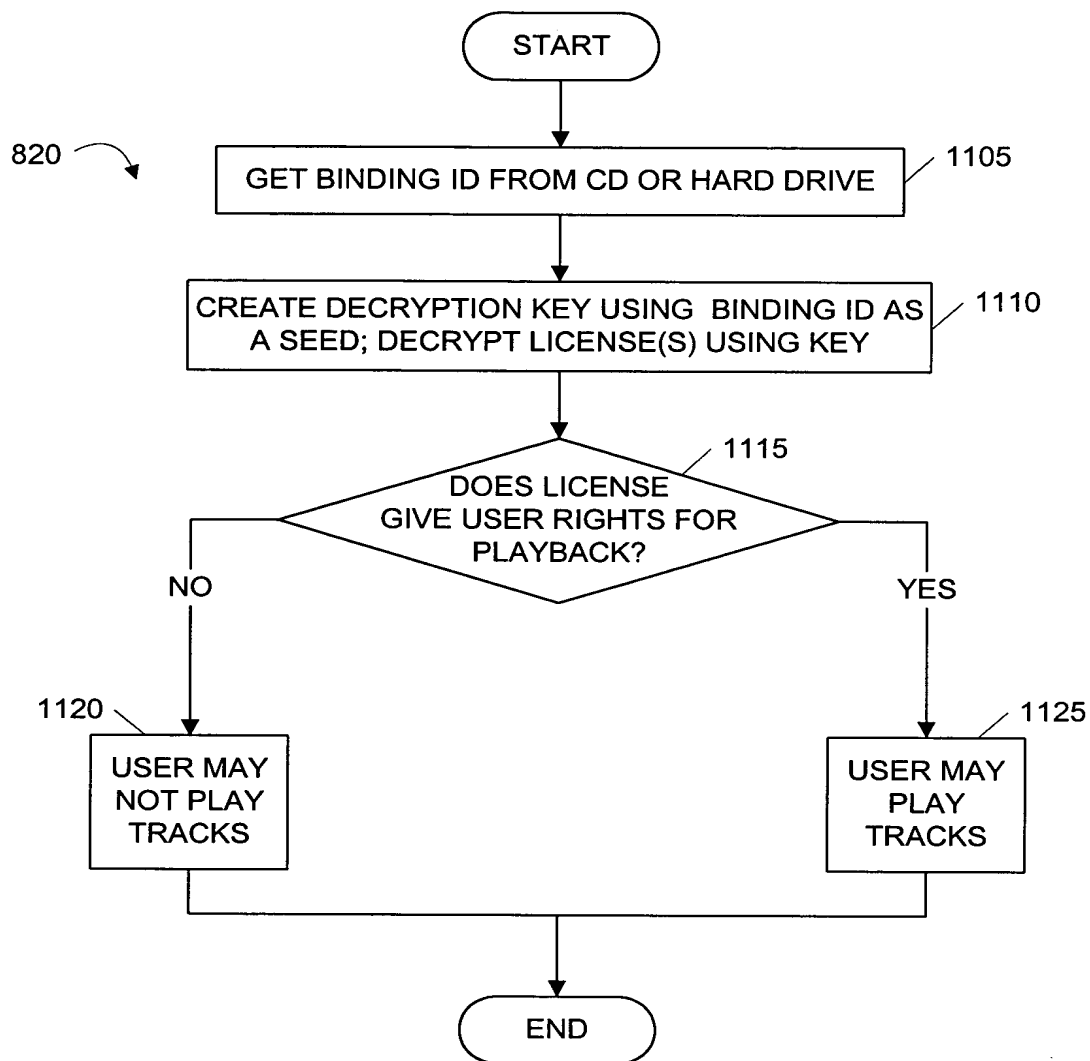 START
820
1105
GET BINDING ID FROM CD OR HARD DRIVE
1110
CREATE DECRYPTION KEY USING BINDING ID AS
A SEED; DECRYPT LICENSE(S) USING KEY
1115
DOES LICENSE
GIVE USER RIGHTS FOR
PLAYBACK?
NO
YES
1120
USER MAY
NOT PLAY
TRACKS
1125
USER MAY
PLAY
TRACKS
END